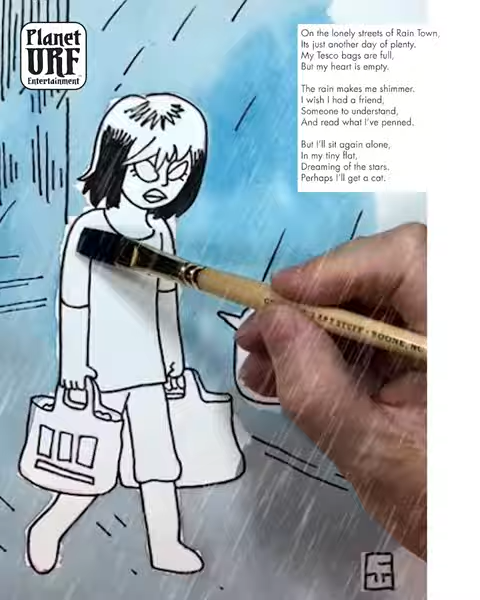 Planet
URF
Entertainment
On the lonely streets of Rain Town,
Its just another day of plenty.
My Tesco bags are full,
But my heart is empty.
The rain makes me shimmer.
I wish I had a friend,
Someone to understand,
And read what I've penned.
But I'll sit again alone,
In my tiny flat,
Dreaming of the stars.
Perhaps I'll get a cat.
BOONE, NC